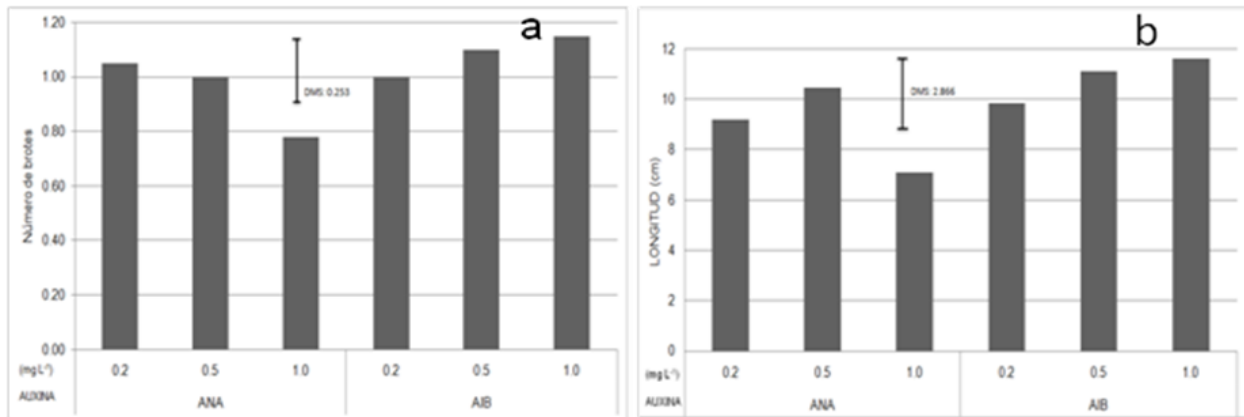 a
1.20
1.00
0.80
0.60
0.40
0.20
0.00
Número de brotes
DMS: 0.253
(mg L⁻¹) 0.2 0.5 1.0 0.2 0.5 1.0
AUXINA ANA AIB
b
12
10
8
6
4
2
0
LONGITUD (cm)
DMS: 2.866
(mg L⁻¹) 0.2 0.5 1.0 0.2 0.5 1.0
AUXINA ANA AIB